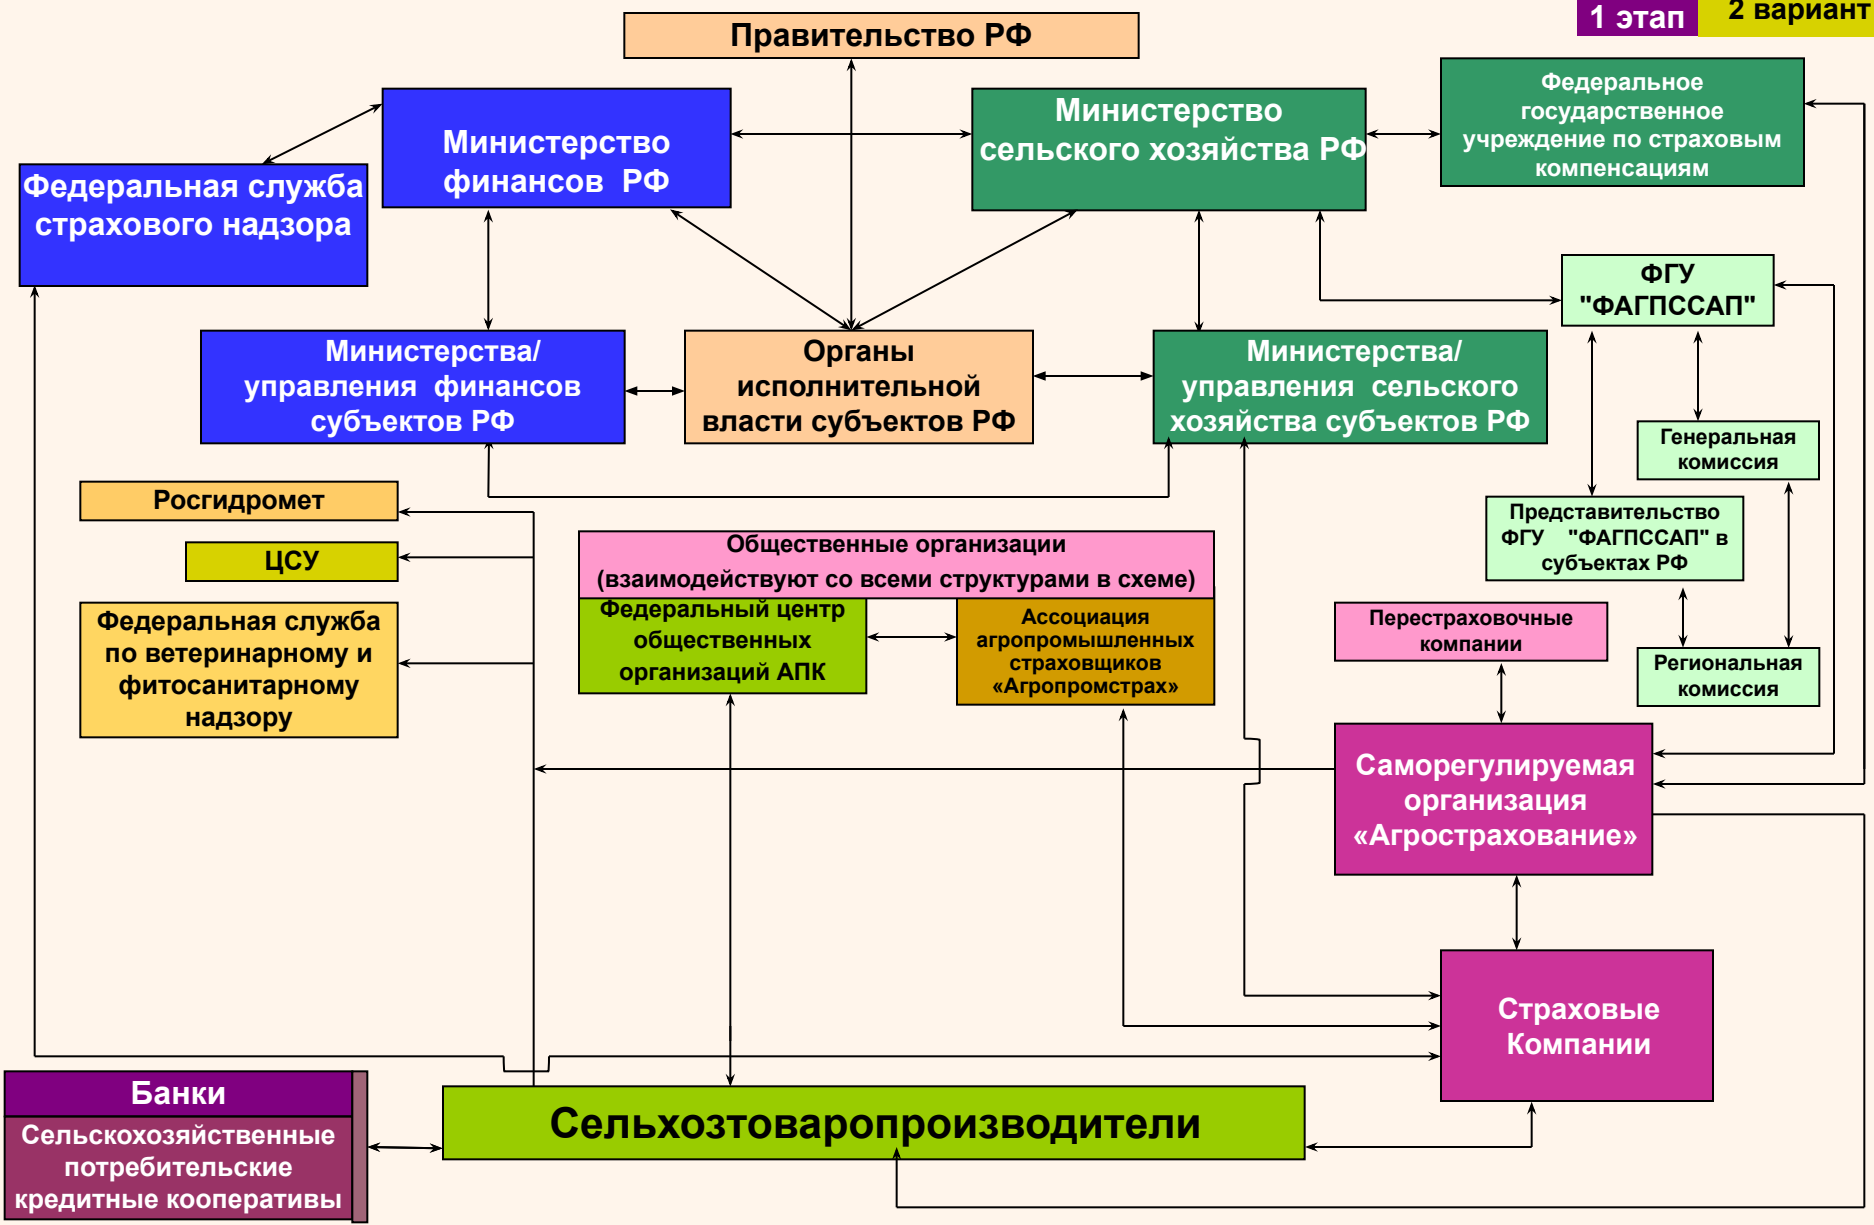 1 этап
2 вариант
Правительство РФ
Министерство
финансов РФ
Министерство
сельского хозяйства РФ
Федеральное
государственное
учреждение по страховым
компенсациям
Федеральная служба
страхового надзора
ФГУ
"ФАГПССАП"
Министерства/
управления финансов
субъектов РФ
Органы
исполнительной
власти субъектов РФ
Министерства/
управления сельского
хозяйства субъектов РФ
Генеральная
комиссия
Росгидромет
Представительство
ФГУ "ФАГПССАП" в
субъектах РФ
ЦСУ
Общественные организации
(взаимодействуют со всеми структурами в схеме)
Федеральный центр
общественных
организаций АПК
Ассоциация
агропромышленных
страховщиков
«Агропромстрах»
Федеральная служба
по ветеринарному и
фитосанитарному
надзору
Перестраховочные
компании
Региональная
комиссия
Саморегулируемая
организация
«Агрострахование»
Страховые
Компании
Банки
Сельскохозяйственные
потребительские
кредитные кооперативы
Сельхозтоваропроизводители